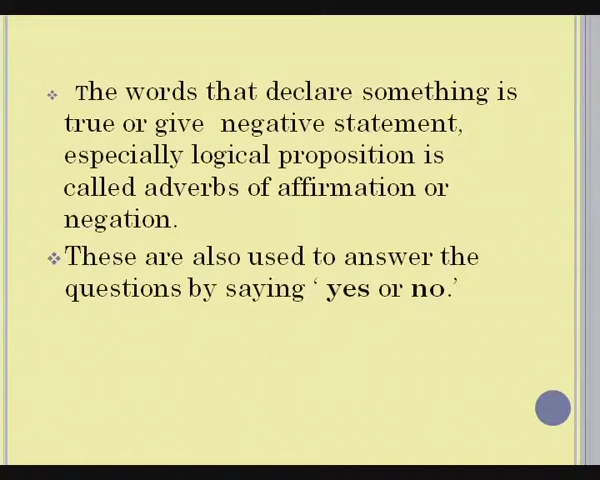 The words that declare something is
true or give negative statement,
especially logical proposition is
called adverbs of affirmation or
negation.
These are also used to answer the
questions by saying ‘ yes or no.’